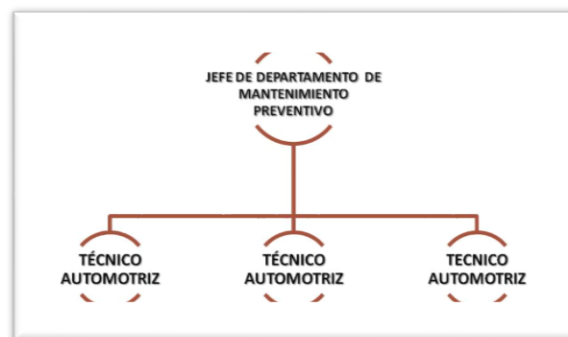 JEFE DE DEPARTAMENTO DE
MANTENIMIENTO
PREVENTIVO
TÉCNICO
AUTOMOTRIZ
TÉCNICO
AUTOMOTRIZ
TECNICO
AUTOMOTRIZ